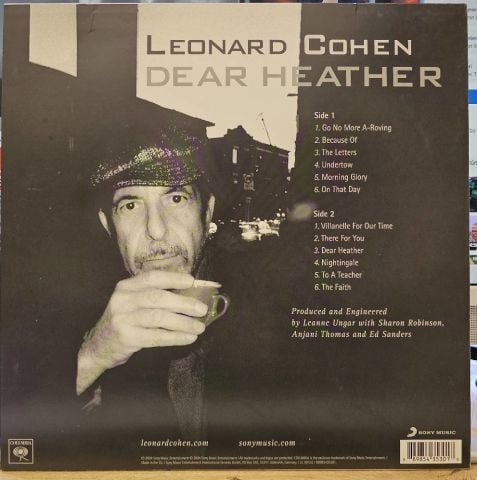 LEONARD COHEN
DEAR HEATHER
Side 1
1. Go No More A-Roving
2. Because Of
3. The Letters
4. Undertow
5. Morning Glory
6. On That Day
Side 2
1. Villanelle For Our Time
2. There For You
3. Dear Heather
4. Nightingale
5. To A Teacher
6. The Faith
Produced and Engineered
by Leanne Ungar with Sharon Robinson,
Anjani Thomas and Ed Sanders
leonardcohen.com sonymusic.com
COLUMBIA
SONY MUSIC